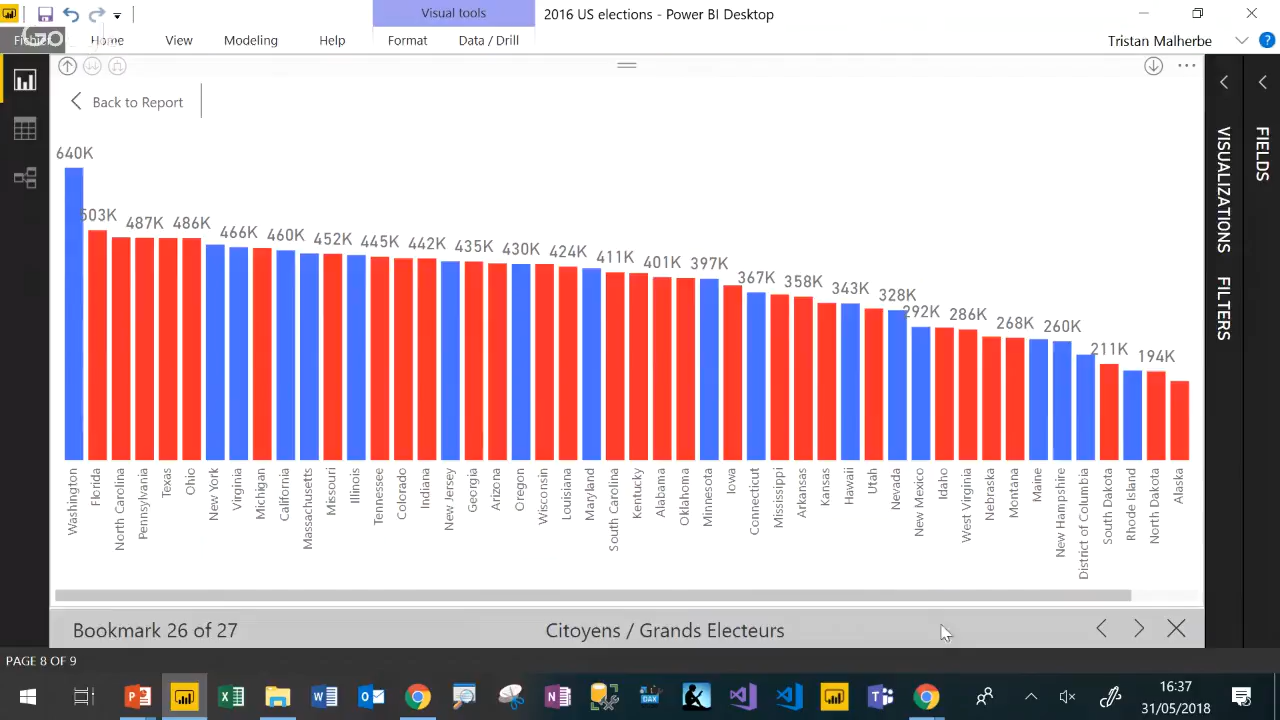 Visual tools
2016 US elections - Power BI Desktop
Go
Home
View
Modeling
Help
Format
Data / Drill
Tristan Malherbe
Back to Report
640K
503K
487K
486K
466K
460K
452K
445K
442K
435K
430K
424K
411K
401K
397K
367K
358K
343K
328K
292K
286K
268K
260K
211K
194K
Washington
Florida
North Carolina
Pennsylvania
Texas
Ohio
New York
Virginia
Michigan
California
Massachusetts
Missouri
Illinois
Tennessee
Colorado
Indiana
New Jersey
Georgia
Arizona
Oregon
Wisconsin
Louisiana
Maryland
South Carolina
Kentucky
Alabama
Oklahoma
Minnesota
Iowa
Connecticut
Mississippi
Arkansas
Kansas
Hawaii
Utah
Nevada
New Mexico
Idaho
West Virginia
Nebraska
Montana
Maine
New Hampshire
District of Columbia
South Dakota
Rhode Island
North Dakota
Alaska
VISUALIZATIONS
FILTERS
FIELDS
Bookmark 26 of 27
Citoyens / Grands Electeurs
PAGE 8 OF 9
16:37
31/05/2018